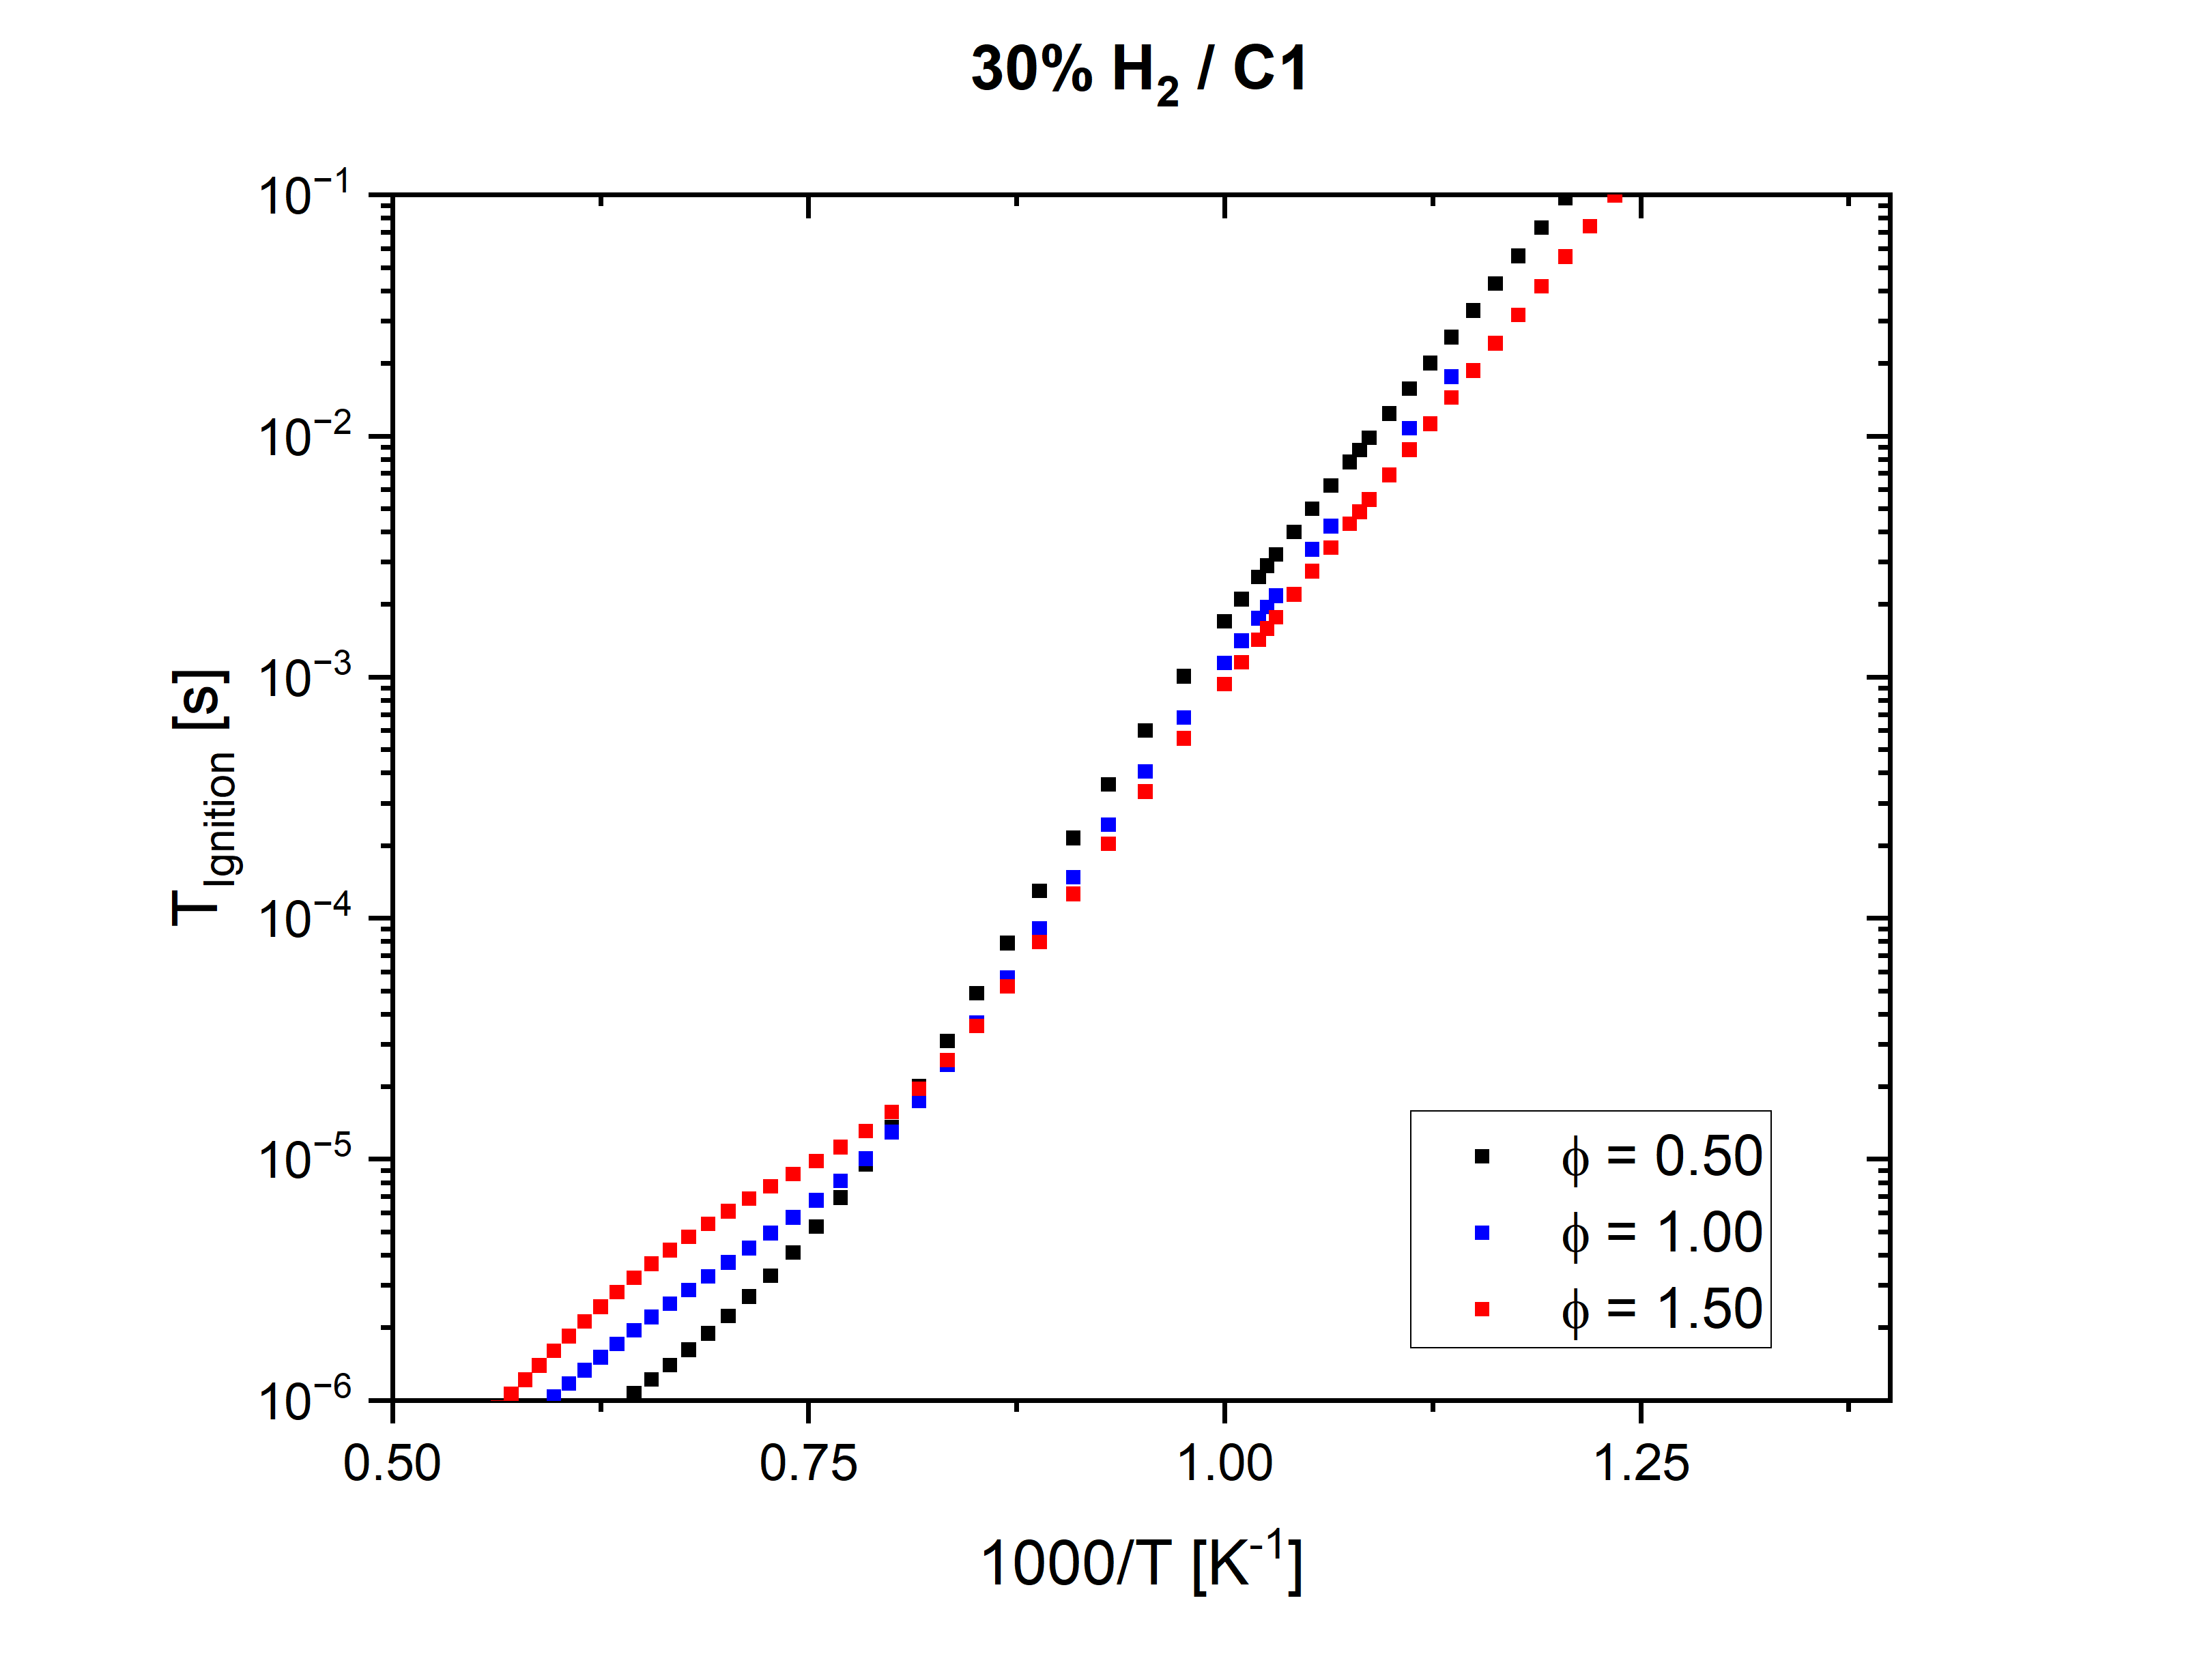 30% H₂ / C1
10⁻¹
10⁻²
10⁻³
10⁻⁴
10⁻⁵
10⁻⁶
T Ignition [s]
0.50 0.75 1.00 1.25
1000/T [K⁻¹]
ϕ = 0.50
ϕ = 1.00
ϕ = 1.50